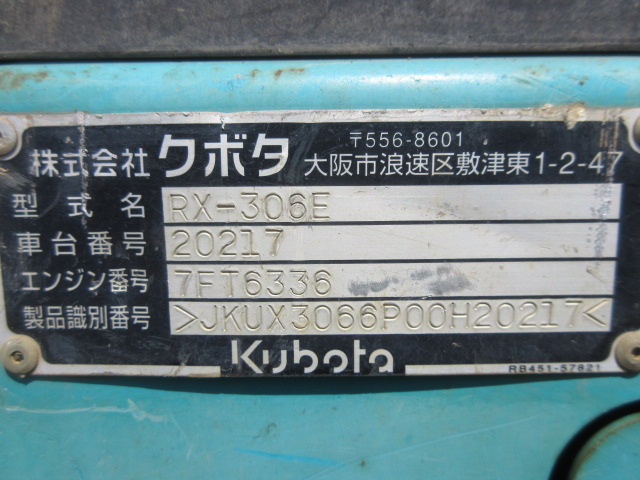 株式会社 クボタ 〒556-8601
大阪市浪速区敷津東1-2-47
型式名 RX-306E
車台番号 20217
エンジン番号 7FT6336
製品識別番号 >JKUX3066P00H20217<
Kubota
RB451-57821